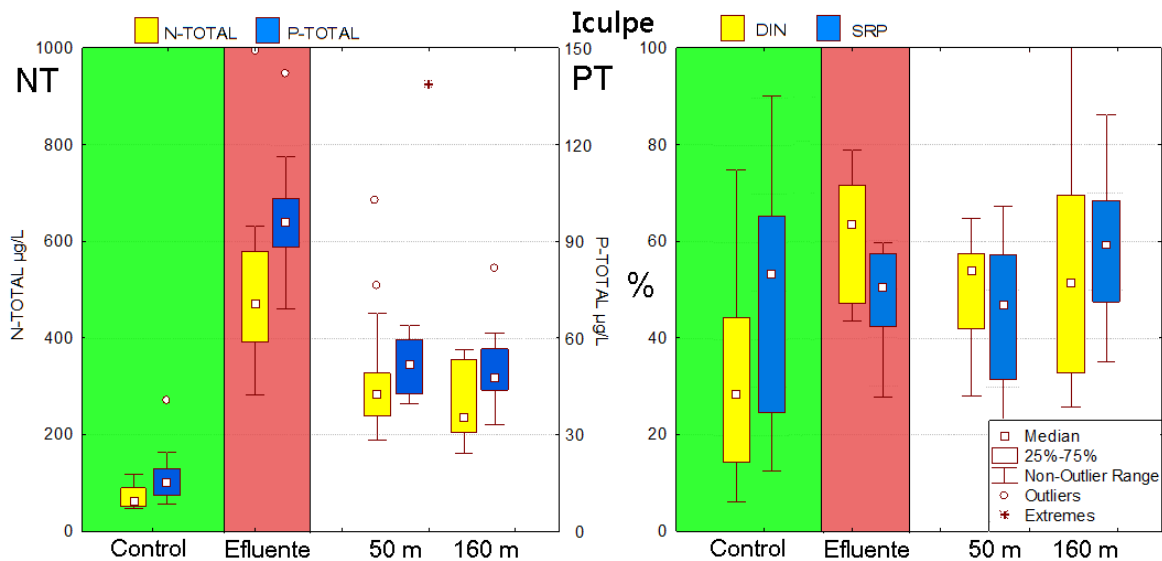 Iculpe
N-TOTAL P-TOTAL
DIN SRP
NT
PT
1000
800
600
400
200
0
N-TOTAL µg/L
150
120
90
60
30
0
P-TOTAL µg/L
Control Efluente 50 m 160 m
100
80
60
40
20
0
%
Control Efluente 50 m 160 m
Median
25%-75%
Non-Outlier Range
Outliers
Extremes